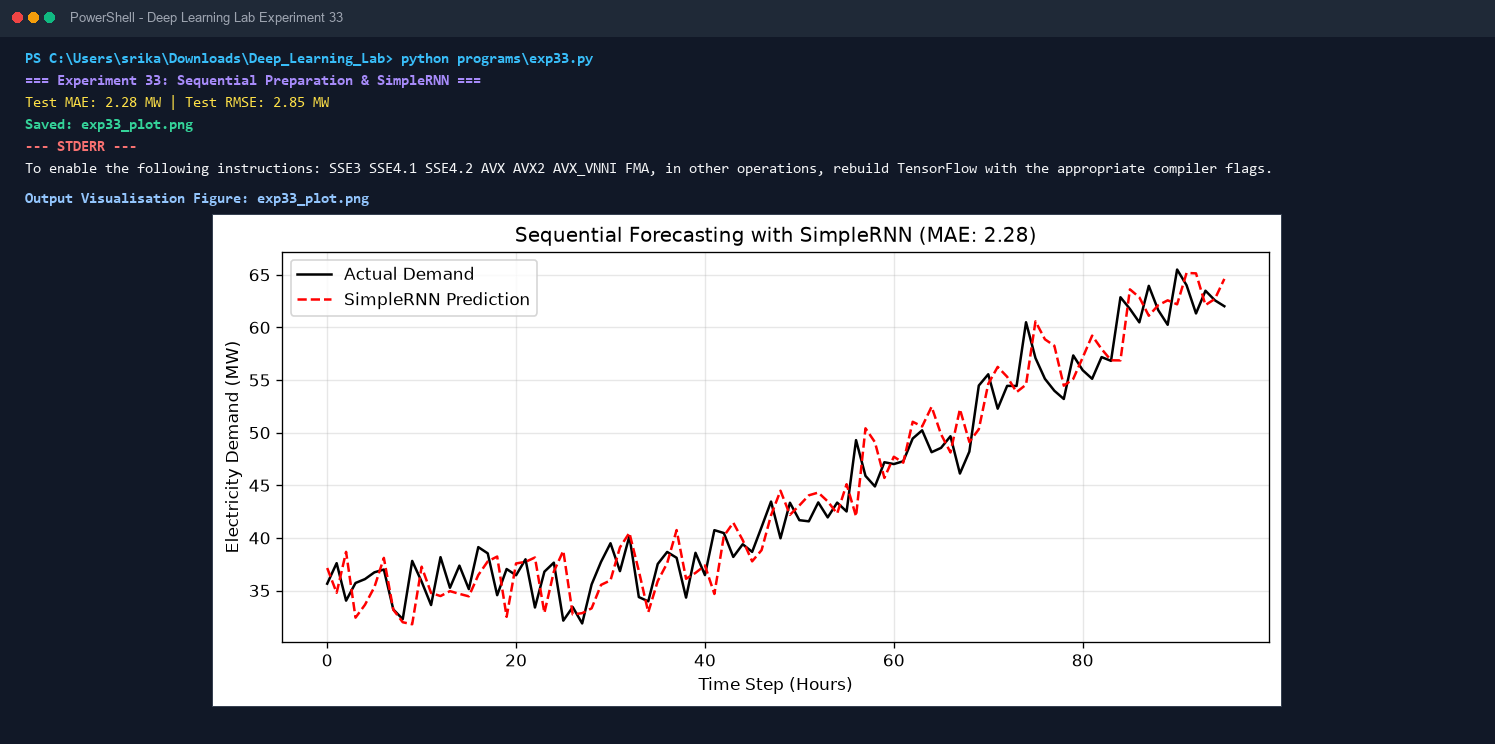 PowerShell - Deep Learning Lab Experiment 33
PS C:\Users\srika\Downloads\Deep_Learning_Lab> python programs\exp33.py
=== Experiment 33: Sequential Preparation & SimpleRNN ===
Test MAE: 2.28 MW | Test RMSE: 2.85 MW
Saved: exp33_plot.png
--- STDERR ---
To enable the following instructions: SSE3 SSE4.1 SSE4.2 AVX AVX2 AVX_VNNI FMA, in other operations, rebuild TensorFlow with the appropriate compiler flags.
Output Visualisation Figure: exp33_plot.png
Sequential Forecasting with SimpleRNN (MAE: 2.28)
Actual Demand
SimpleRNN Prediction
Electricity Demand (MW)
65
60
55
50
45
40
35
0 20 40 60 80
Time Step (Hours)